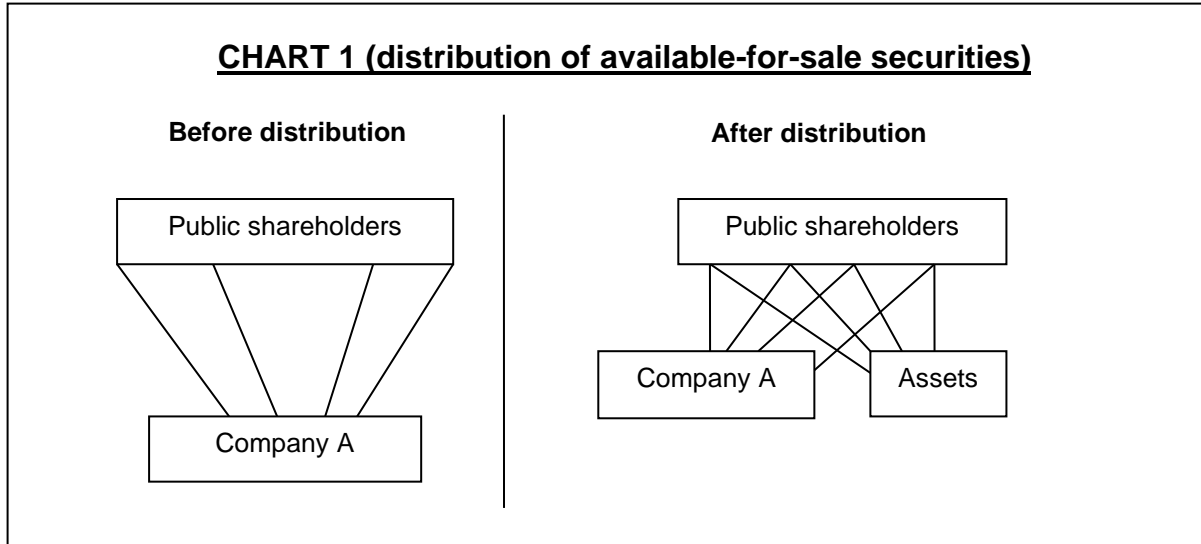 CHART 1 (distribution of available-for-sale securities)
Before distribution
Public shareholders
Company A
After distribution
Public shareholders
Company A
Assets